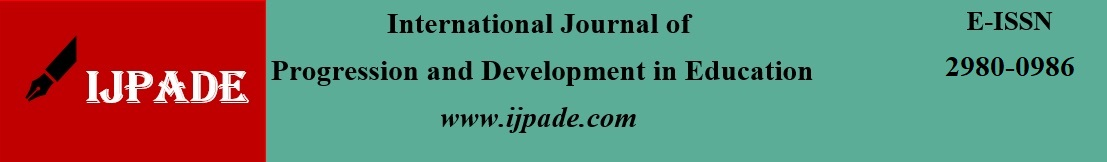 IJPADE
International Journal of
Progression and Development in Education
www.ijpade.com
E-ISSN
2980-0986